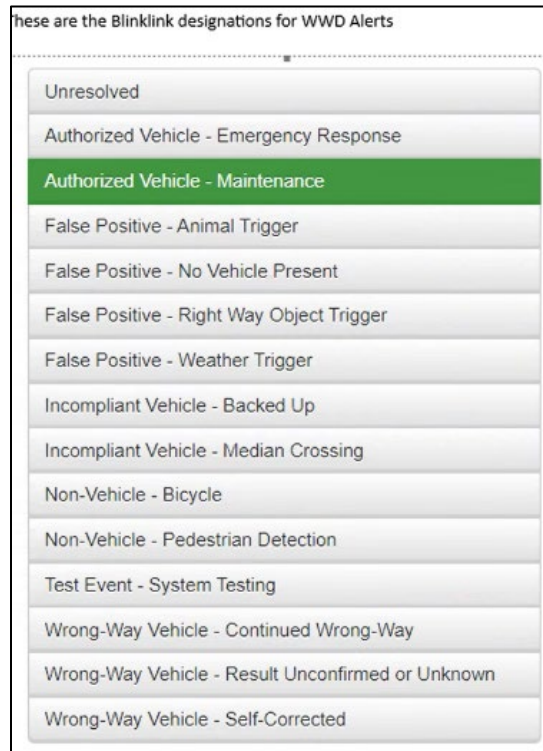 These are the Blinklink designations for WWD Alerts
Unresolved
Authorized Vehicle - Emergency Response
Authorized Vehicle - Maintenance
False Positive - Animal Trigger
False Positive - No Vehicle Present
False Positive - Right Way Object Trigger
False Positive - Weather Trigger
Incompliant Vehicle - Backed Up
Incompliant Vehicle - Median Crossing
Non-Vehicle - Bicycle
Non-Vehicle - Pedestrian Detection
Test Event - System Testing
Wrong-Way Vehicle - Continued Wrong-Way
Wrong-Way Vehicle - Result Unconfirmed or Unknown
Wrong-Way Vehicle - Self-Corrected